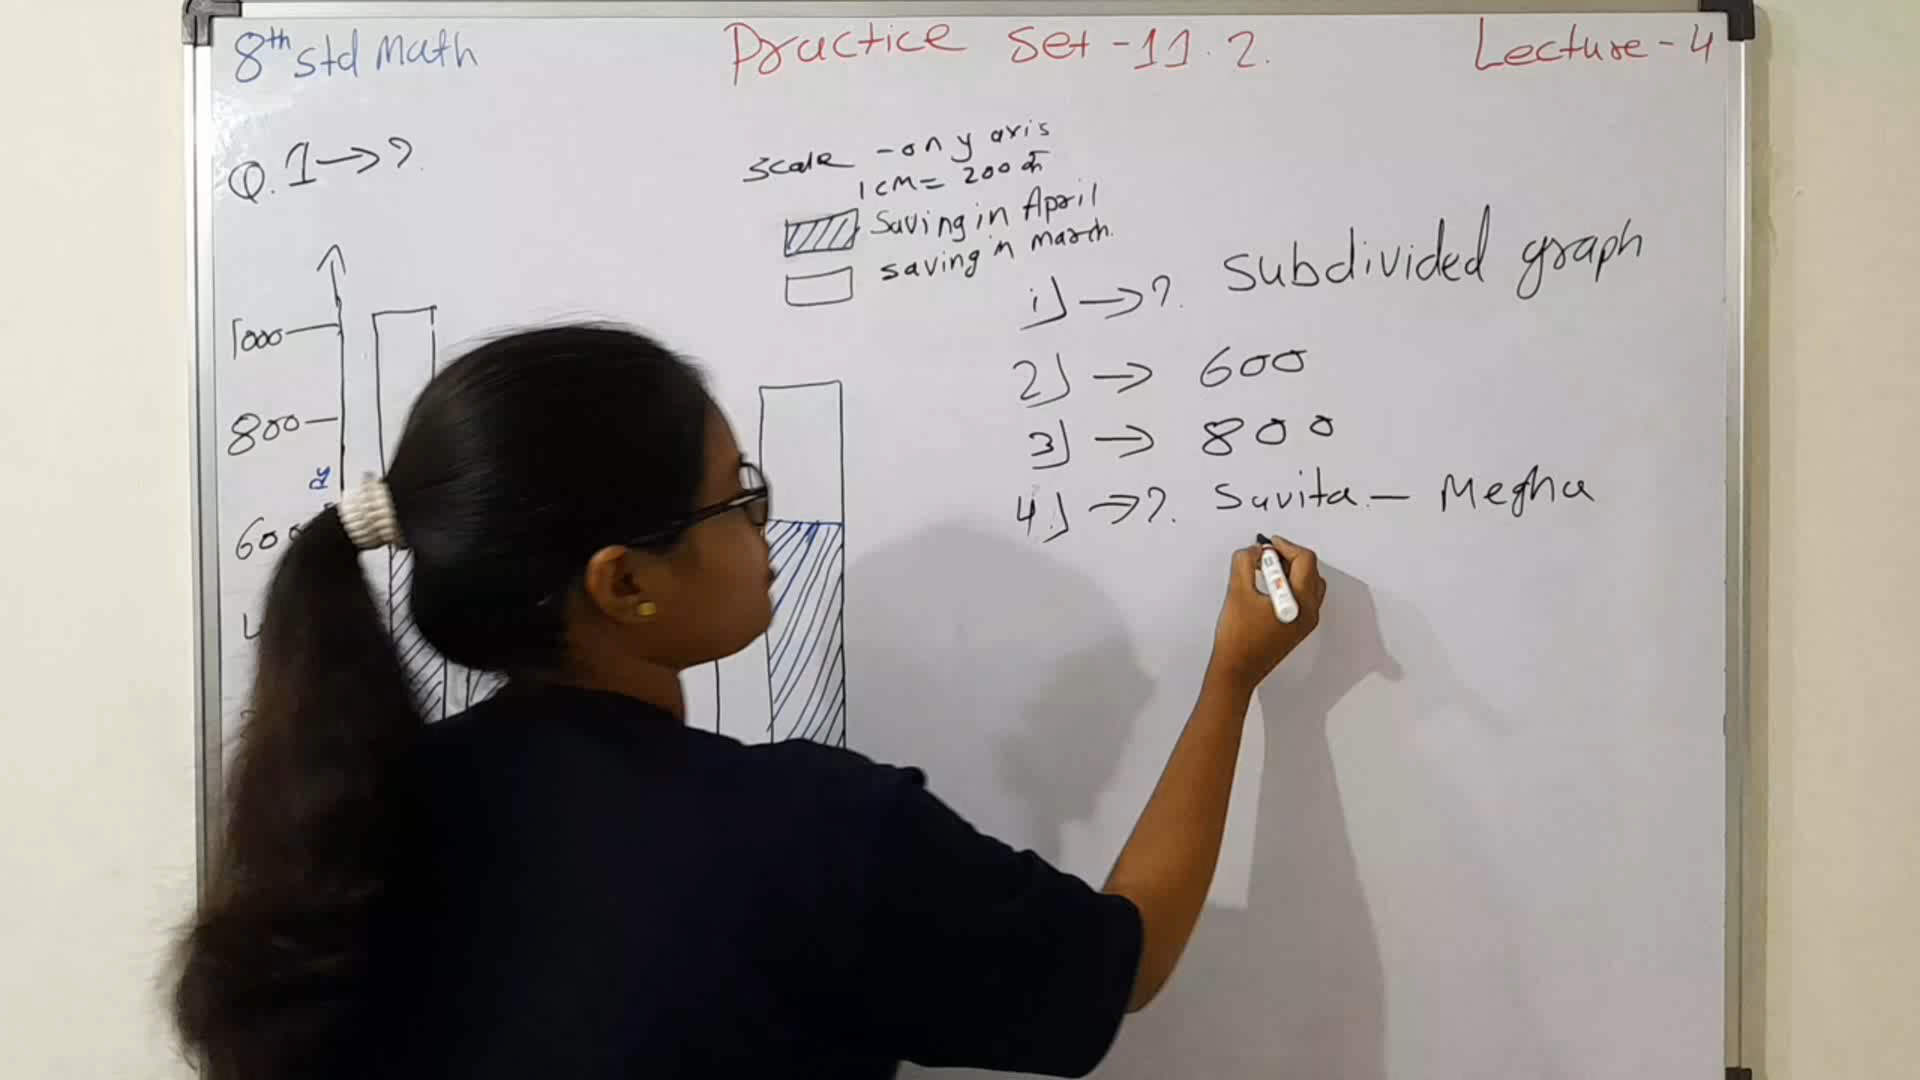 8th std Math
Practice Set - 11.2.
Lecture - 4
Q.1→?
Scale - on y axis
1 cm = 200 ₹
Saving in April
saving in march.
1000
800
600
i) → ?. Subdivided graph
2) → 600
3) → 800
4.) → ?. Savita. - Megha